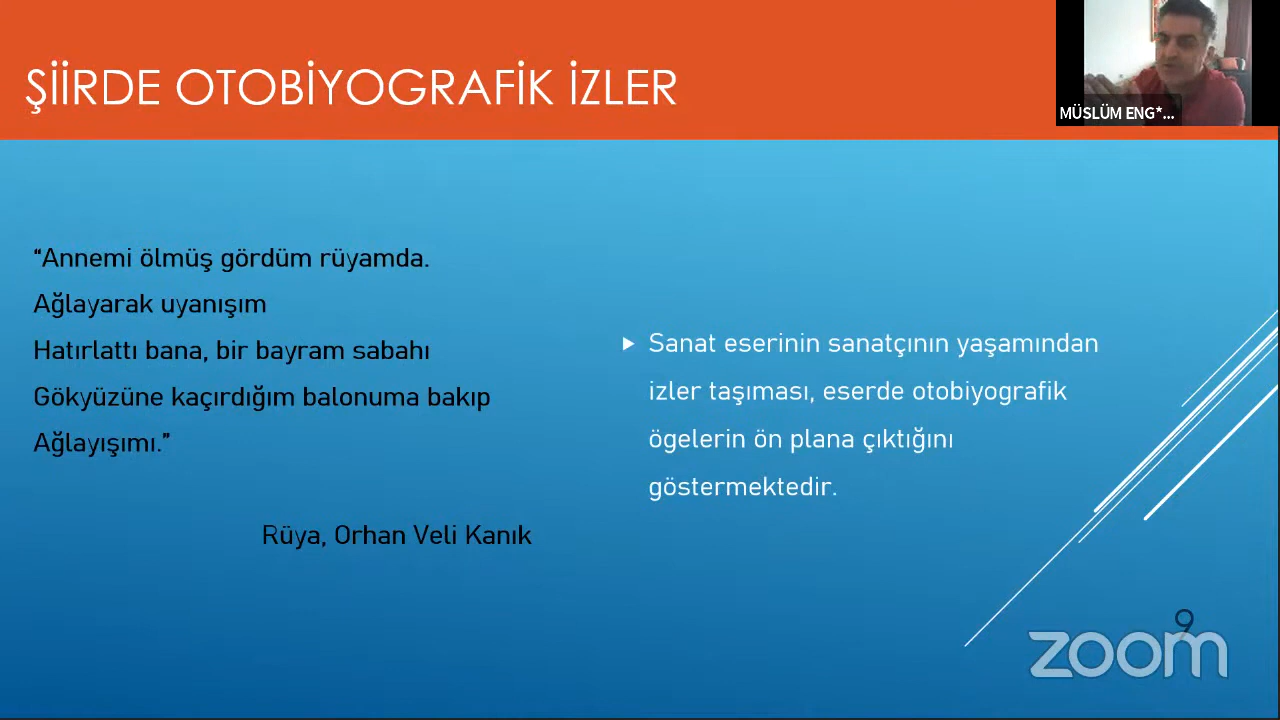 ŞİİRDE OTOBİYOGRAFİK İZLER
MÜSLÜM ENG*...
“Annemi ölmüş gördüm rüyamda.
Ağlayarak uyanışım
Hatırlattı bana, bir bayram sabahı
Gökyüzüne kaçırdığım balonuma bakıp
Ağlayışımı.”
Rüya, Orhan Veli Kanık
Sanat eserinin sanatçının yaşamından
izler taşıması, eserde otobiyografik
ögelerin ön plana çıktığını
göstermektedir.
9
zoom